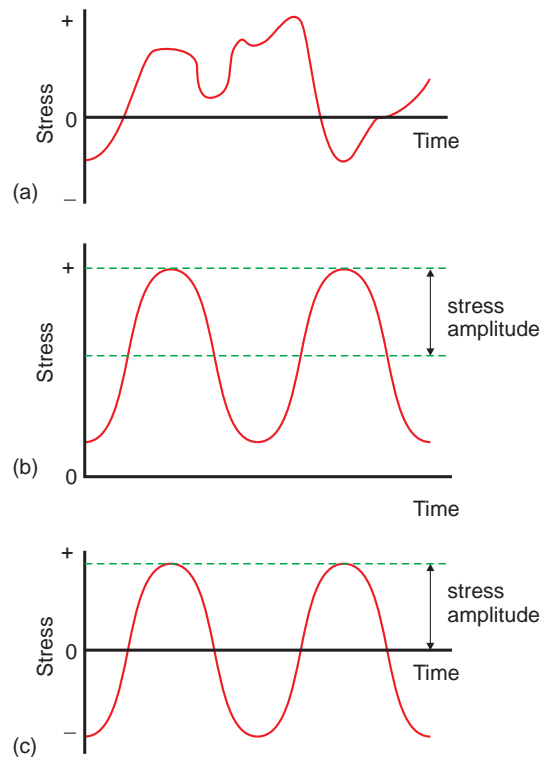 +
Stress
0
Time
(a)
–
+
stress
amplitude
Stress
(b)
0
Time
+
stress
amplitude
Stress
0
Time
–
(c)